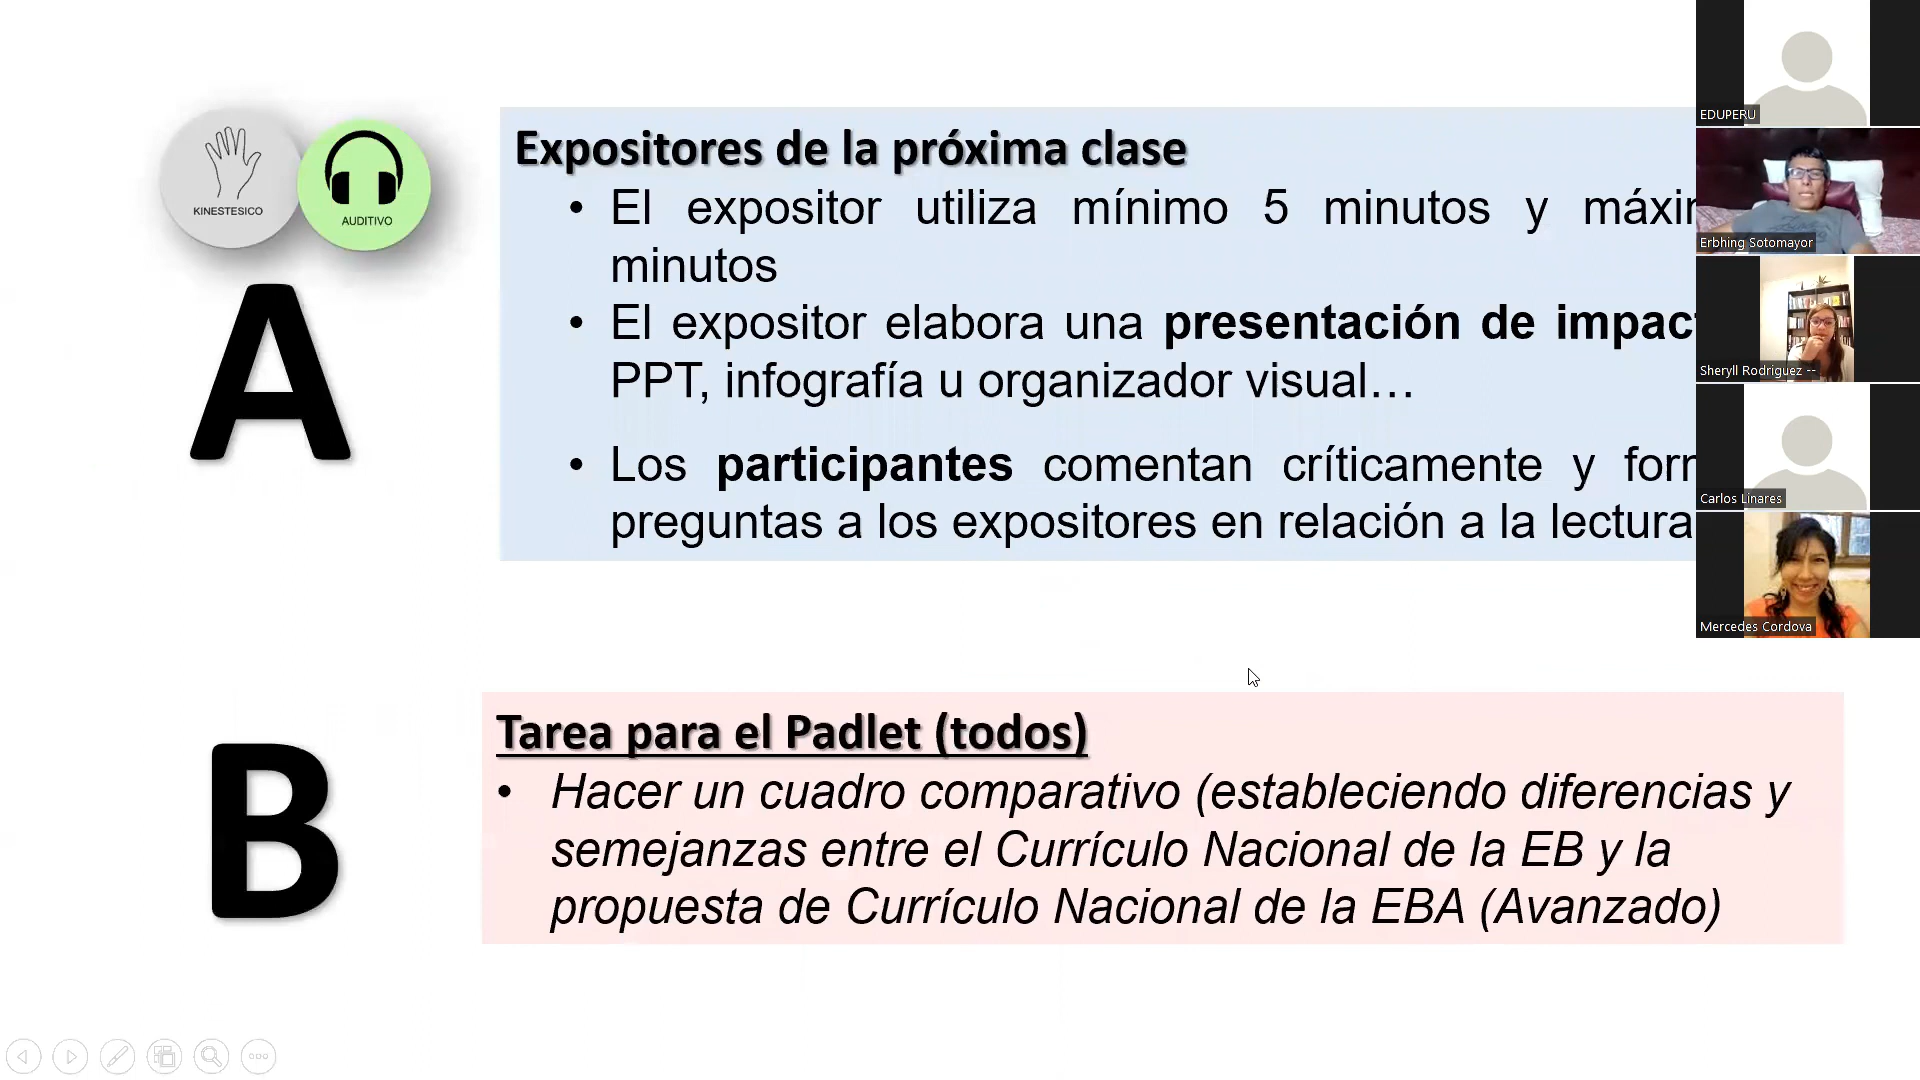 KINESTESICO
AUDITIVO
A
Expositores de la próxima clase
• El expositor utiliza mínimo 5 minutos y
minutos
• El expositor elabora una presentación de
PPT, infografía u organizador visual…
• Los participantes comentan críticamente y
preguntas a los expositores en relación a la lectura
B
Tarea para el Padlet (todos)
• Hacer un cuadro comparativo (estableciendo diferencias y
semejanzas entre el Currículo Nacional de la EB y la
propuesta de Currículo Nacional de la EBA (Avanzado)
EDUPERU
Erbhing Sotomayor
Sheryll Rodriguez --
Carlos Linares
Mercedes Cordova